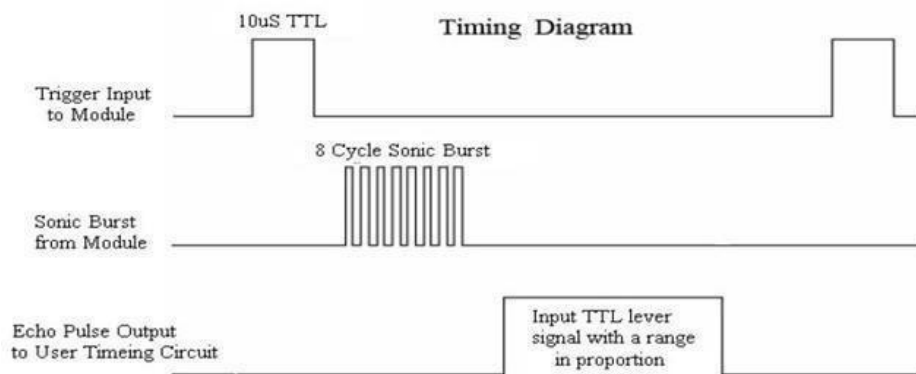 10uS TTL
Timing Diagram
Trigger Input
to Module
8 Cycle Sonic Burst
Sonic Burst
from Module
Echo Pulse Output
to User Timeing Circuit
Input TTL lever
signal with a range
in proportion